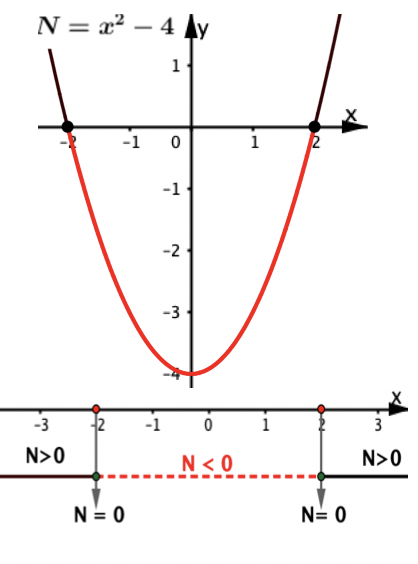 N = x² − 4
y
1
x
-2 -1 0 1 2
-1
-2
-3
-4
x
-3 -2 -1 0 1 2 3
N>0 N < 0 N>0
N = 0 N= 0